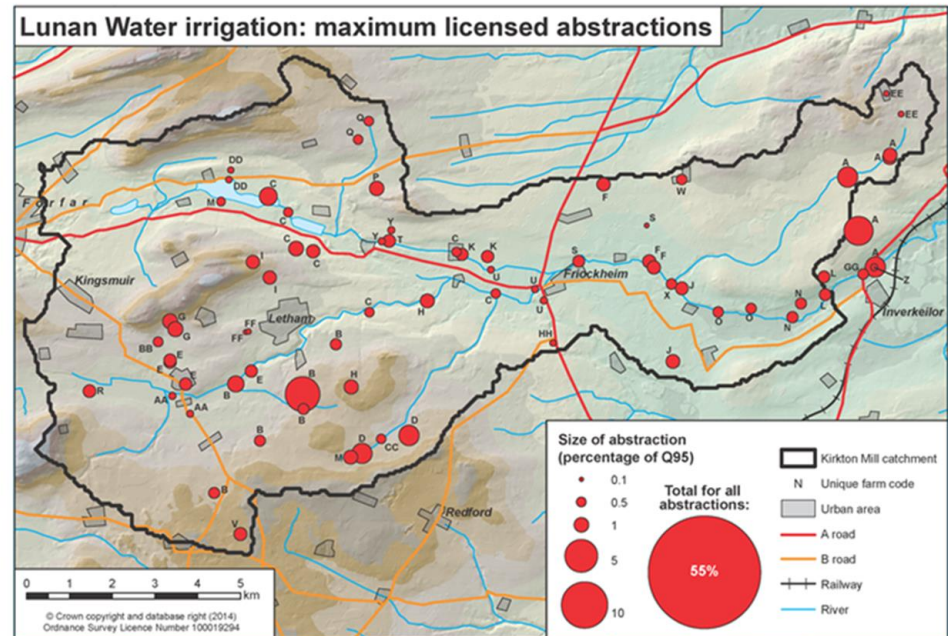 Lunan Water irrigation: maximum licensed abstractions
EE
EE
Q
Q
A
A
A
DD
DD
P
C
M
F
W
Forfar
C
S
A
Y
Y T
C
K K
C
C
S
F
A
I
U
Friockheim
GG
L
Z
Kingsmuir
I
U
X J
C
U
N
L
Inverkeilor
Letham
C
H
O
O
N
G
G
FF
FF
BB
B
HH
E
J
E
E
B
H
R
AA
B
E
B
AA
B
D
D
CC
M
B
Redford
V
Size of abstraction
(percentage of Q95)
0.1
0.5
1
5
10
Total for all
abstractions:
55%
Kirkton Mill catchment
N Unique farm code
Urban area
A road
B road
Railway
River
0 1 2 3 4 5
km
© Crown copyright and database right (2014)
Ordnance Survey Licence Number 100019294